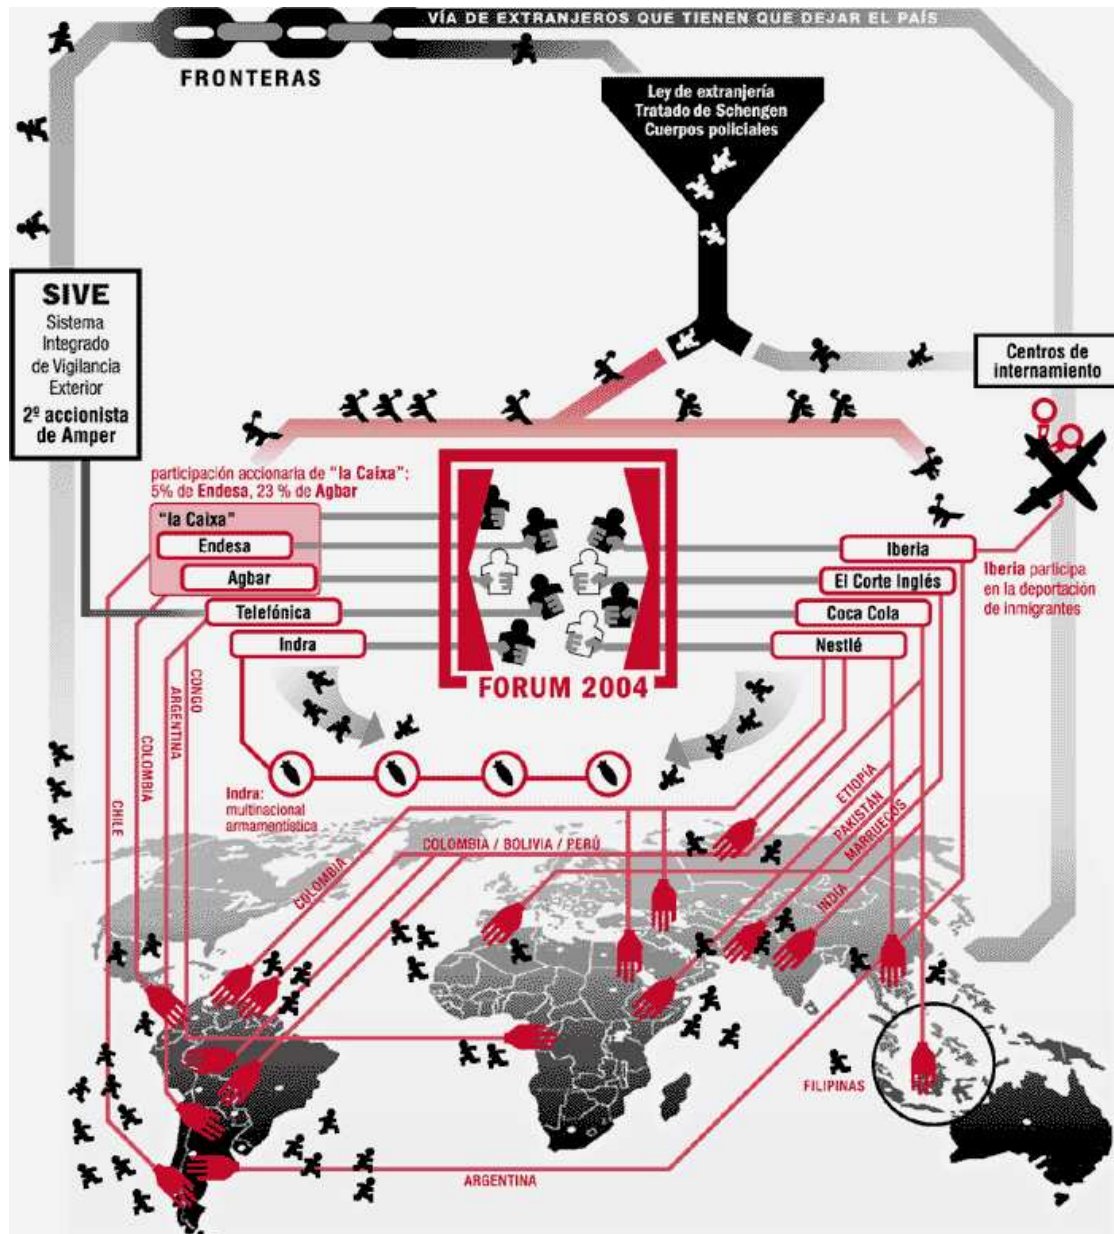 VÍA DE EXTRANJEROS QUE TIENEN QUE DEJAR EL PAÍS
FRONTERAS
Ley de extranjería
Tratado de Schengen
Cuerpos policiales
SIVE
Sistema
Integrado
de Vigilancia
Exterior
2º accionista
de Amper
Centros de
internamiento
participación accionaria de "la Caixa":
5% de Endesa, 23 % de Agbar
"la Caixa"
Endesa
Agbar
Telefónica
Indra
Iberia
El Corte Inglés
Coca Cola
Nestlé
Iberia participa
en la deportación
de inmigrantes
FORUM 2004
Indra:
multinacional
armamentística
CHILE
COLOMBIA
ARGENTINA
CONGO
COLOMBIA
COLOMBIA / BOLIVIA / PERÚ
ETIOPÍA
PAKISTÁN
MARRUECOS
INDIA
FILIPINAS
ARGENTINA